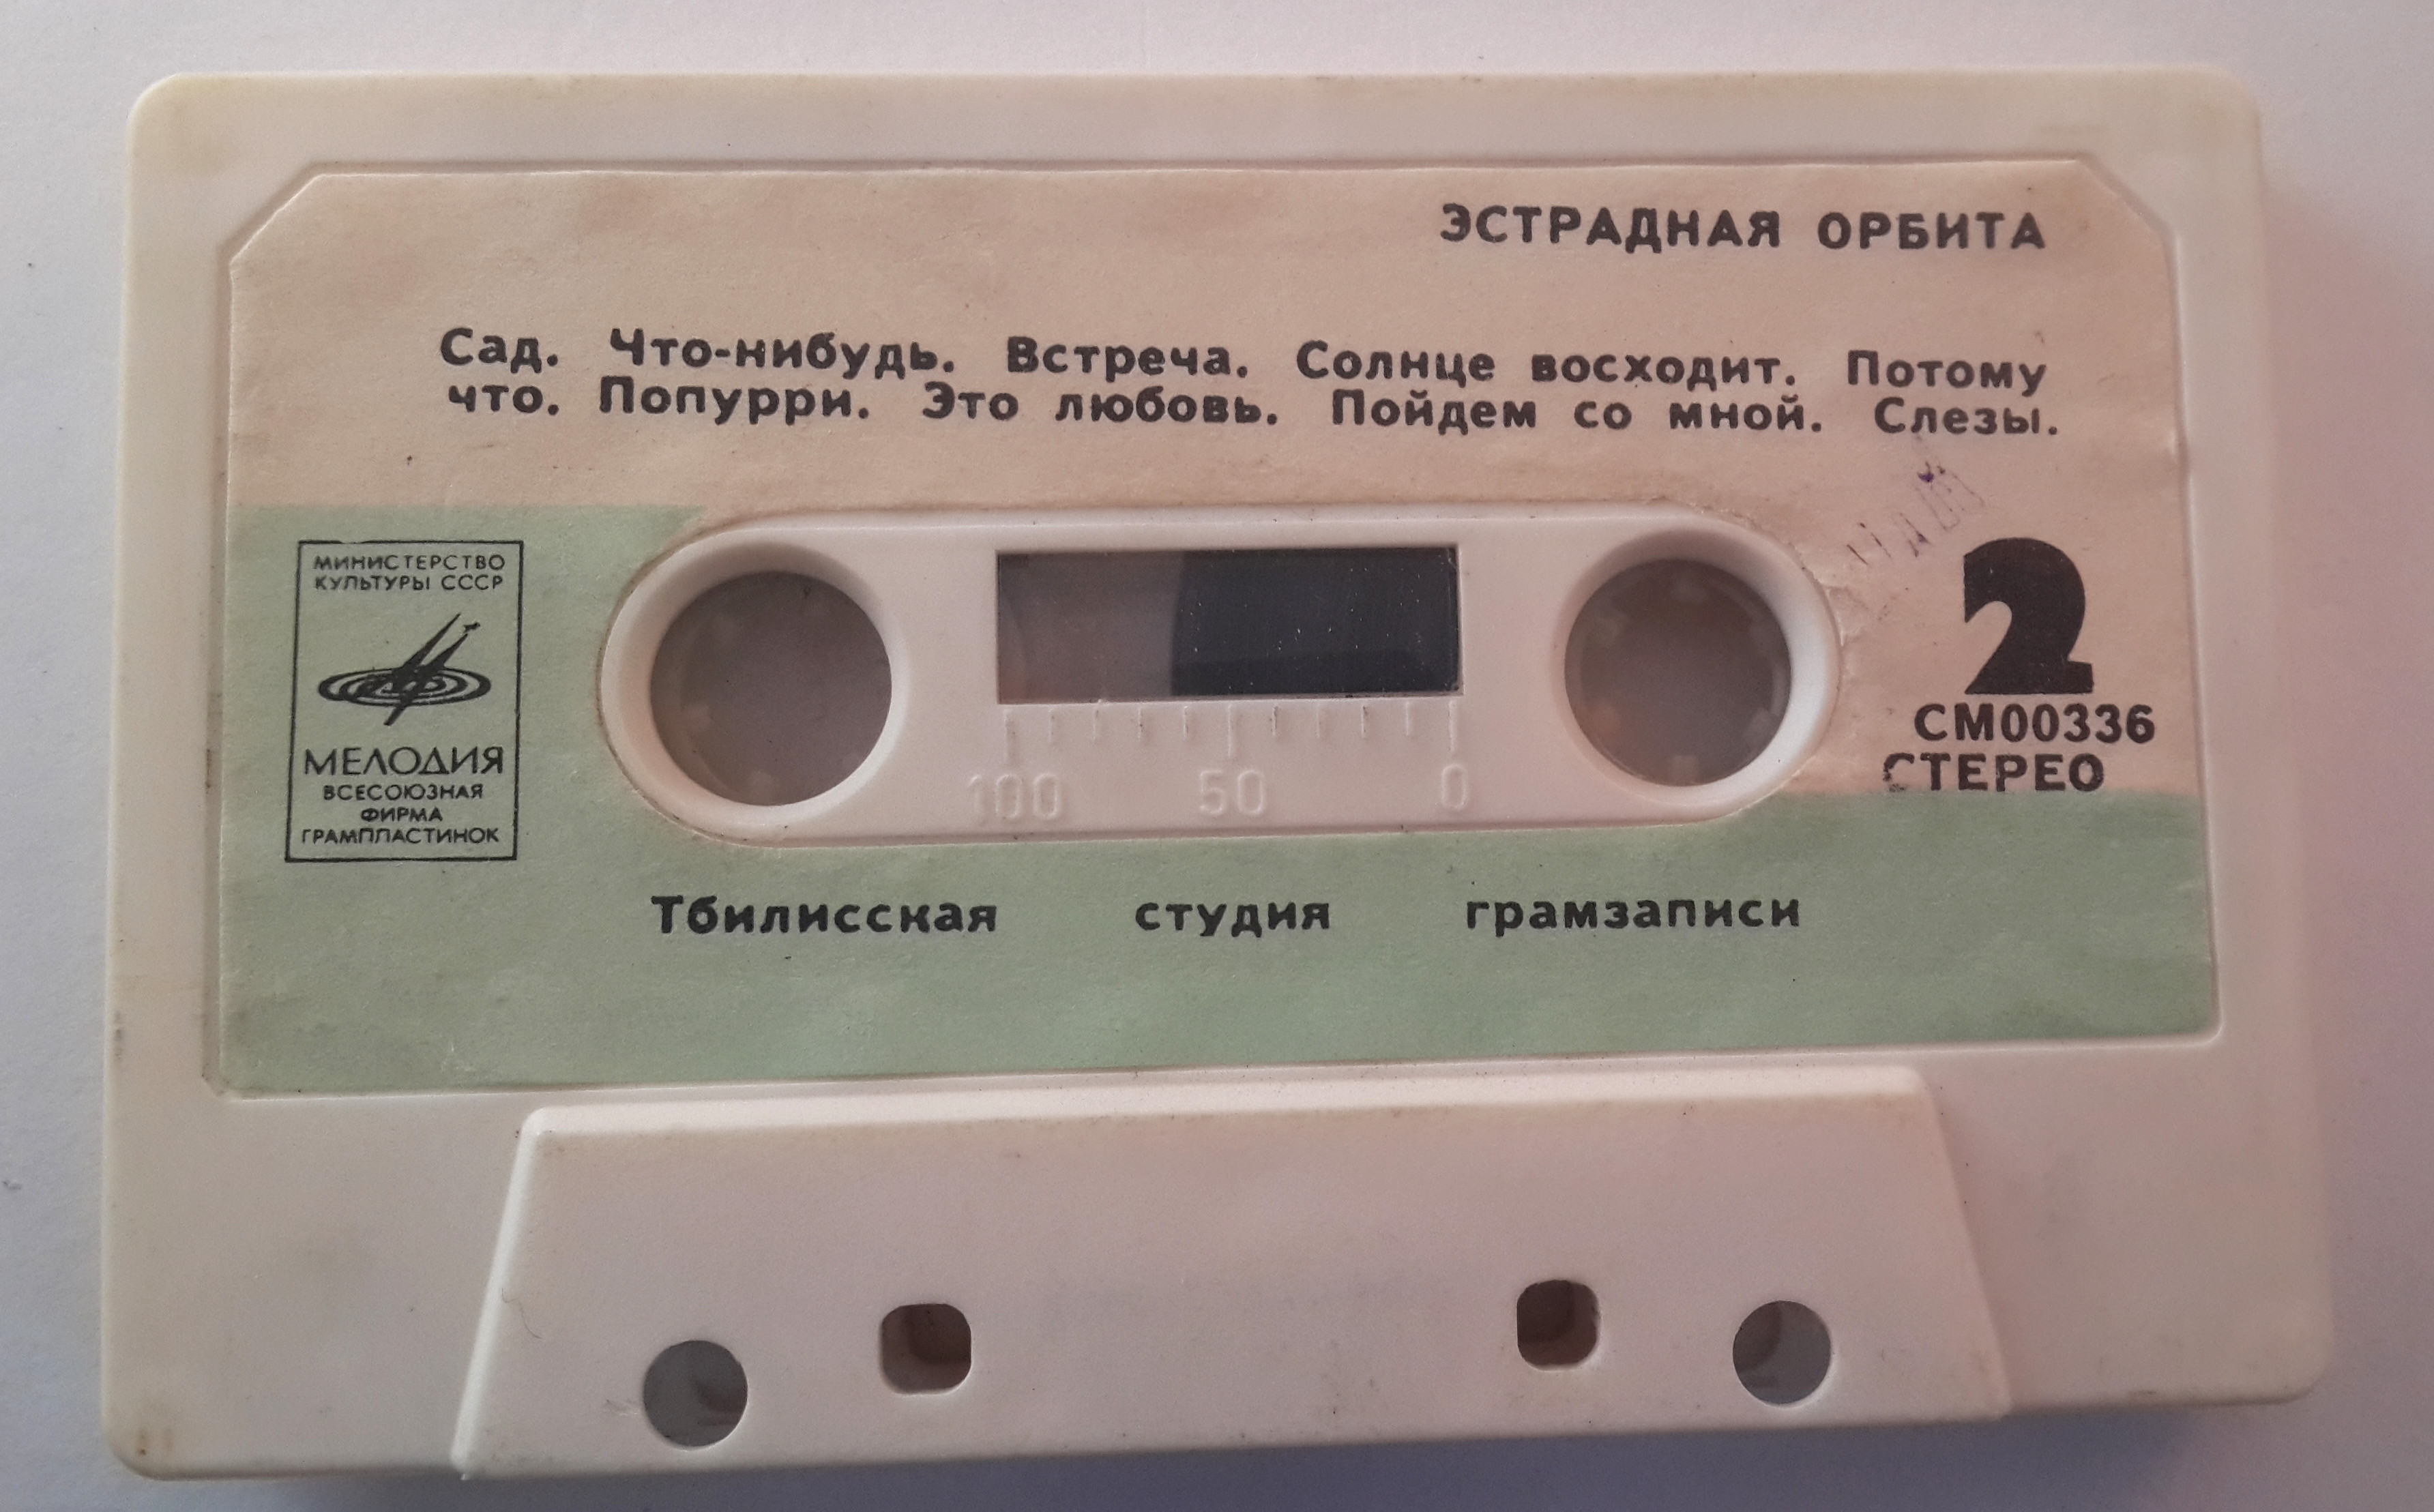 ЭСТРАДНАЯ ОРБИТА
Сад. Что-нибудь. Встреча. Солнце восходит. Потому
что. Попурри. Это любовь. Пойдем со мной. Слезы.
МИНИСТЕРСТВО
КУЛЬТУРЫ СССР
МЕЛОДИЯ
ВСЕСОЮЗНАЯ
ФИРМА
ГРАМПЛАСТИНОК
100 50 0
2
СМ00336
СТЕРЕО
Тбилисская студия грамзаписи